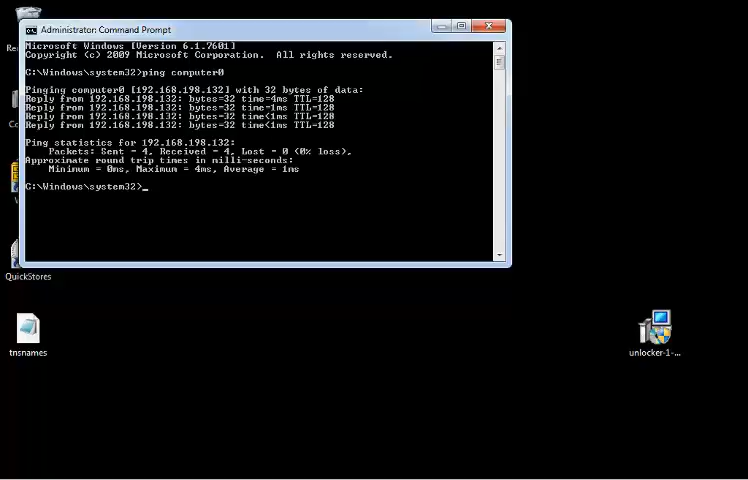 Administrator: Command Prompt
Microsoft Windows [Version 6.1.7601]
Copyright (c) 2009 Microsoft Corporation.  All rights reserved.
C:\Windows\system32>ping computer0
Pinging computer0 [192.168.198.132] with 32 bytes of data:
Reply from 192.168.198.132: bytes=32 time=4ms TTL=128
Reply from 192.168.198.132: bytes=32 time=1ms TTL=128
Reply from 192.168.198.132: bytes=32 time<1ms TTL=128
Reply from 192.168.198.132: bytes=32 time<1ms TTL=128
Ping statistics for 192.168.198.132:
Packets: Sent = 4, Received = 4, Lost = 0 (0% loss),
Approximate round trip times in milli-seconds:
Minimum = 0ms, Maximum = 4ms, Average = 1ms
C:\Windows\system32>_
QuickStores
tnsnames
unlocker-1-...